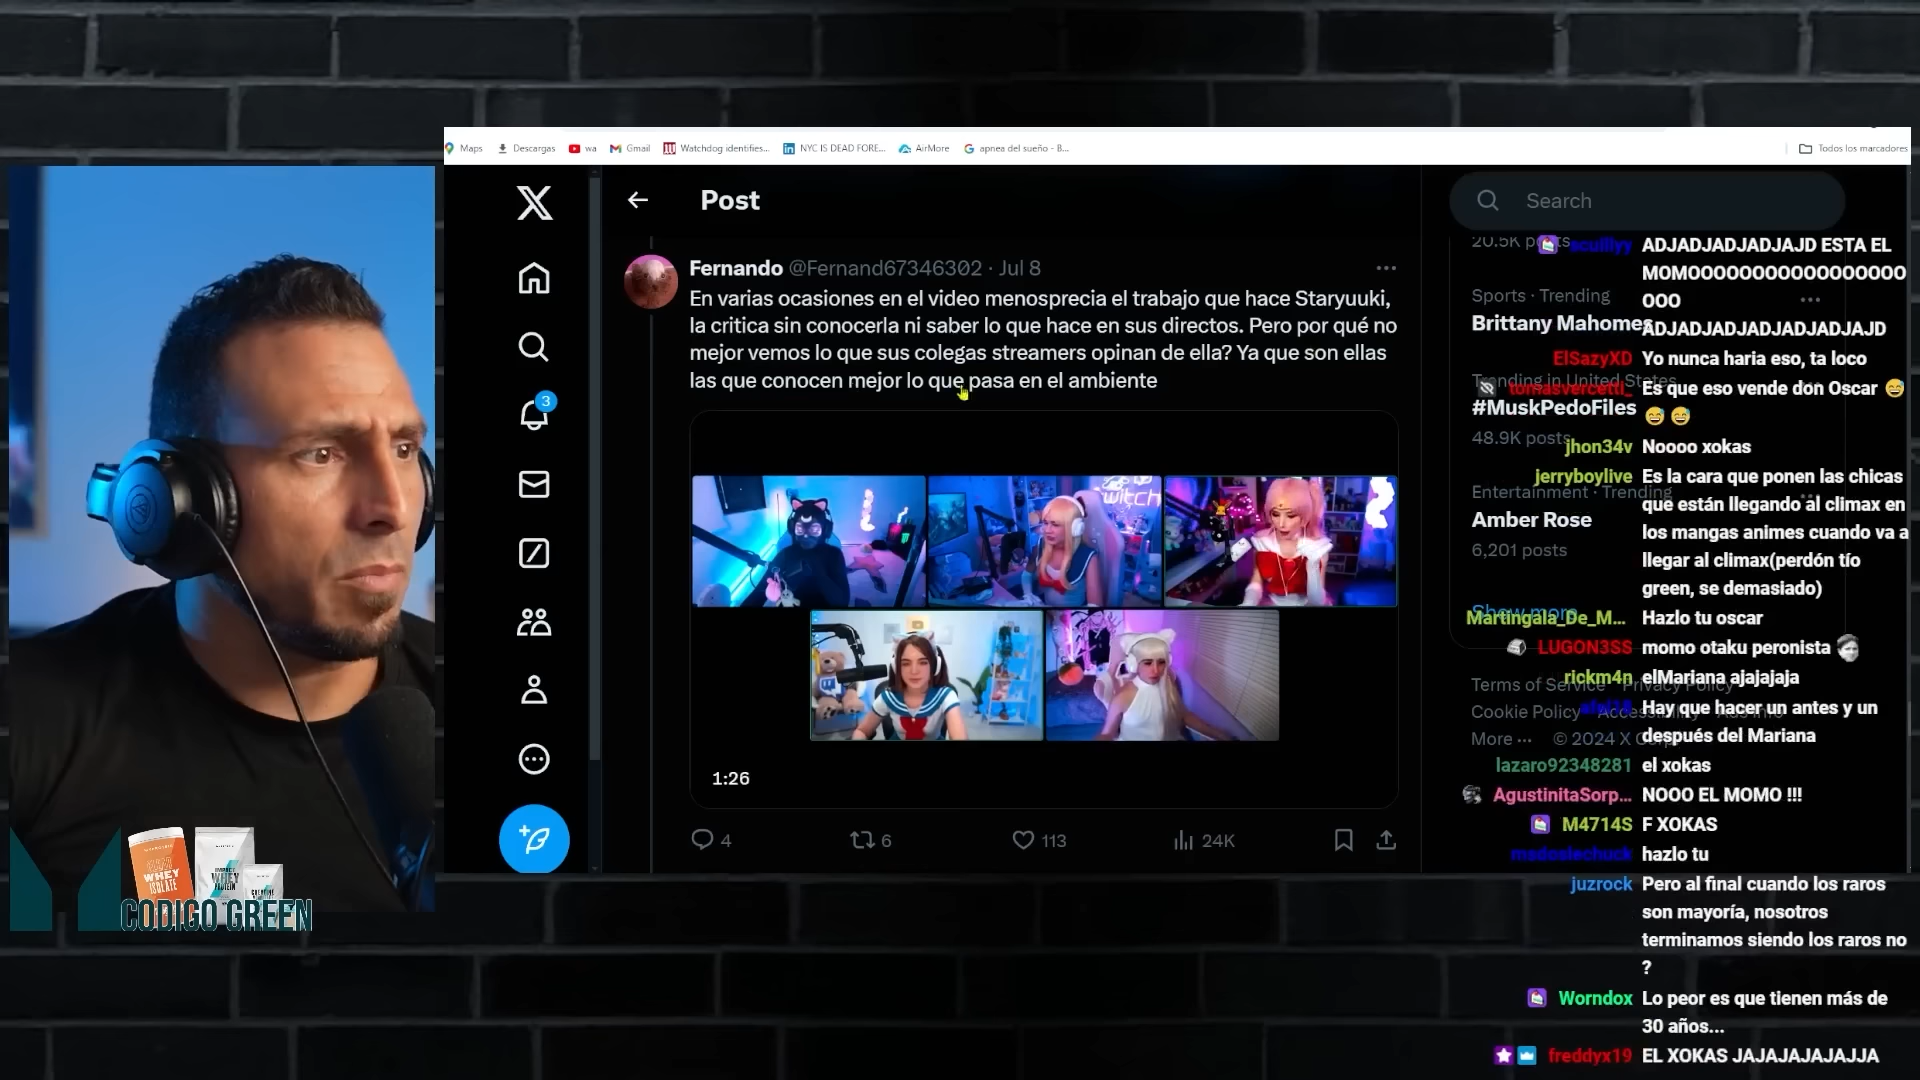 Maps
Descargas
wa
Gmail
Watchdog identifies...
NYC IS DEAD FORE...
AirMore
apnea del sueño - B...
Todos los marcadores
Post
Search
3
Fernando @Fernand67346302 · Jul 8
En varias ocasiones en el video menosprecia el trabajo que hace Staryuuki,
la critica sin conocerla ni saber lo que hace en sus directos. Pero por qué no
mejor vemos lo que sus colegas streamers opinan de ella? Ya que son ellas
las que conocen mejor lo que pasa en el ambiente
1:26
4
6
113
24K
20.5K posts
Sports · Trending
Brittany Mahomes
Trending in United States
#MuskPedoFiles
48.9K posts
Entertainment · Trending
Amber Rose
6,201 posts
Show more
Terms of Service Privacy Policy
Cookie Policy Accessibility Ads info
More ··· © 2024 X Corp.
ADJADJADJADJAJD ESTA EL
MOMOOOOOOOOOOOOOOOOO
OOO
ADJADJADJADJADJADJAJD
ElSazyXD Yo nunca haria eso, ta loco
tomasvercetti_ Es que eso vende don Oscar
jhon34v Noooo xokas
jerryboylive Es la cara que ponen las chicas
que están llegando al climax en
los mangas animes cuando va a
llegar al climax(perdón tío
green, se demasiado)
Martingala_De_M... Hazlo tu oscar
LUGON3SS momo otaku peronista
rickm4n elMariana ajajajaja
Hay que hacer un antes y un
después del Mariana
lazaro92348281 el xokas
AgustinitaSorp... NOOO EL MOMO !!!
M4714S F XOKAS
hazlo tu
juzrock Pero al final cuando los raros
son mayoría, nosotros
terminamos siendo los raros no
?
Worndox Lo peor es que tienen más de
30 años...
freddyx19 EL XOKAS JAJAJAJAJAJJA
WHEY
ISOLATE
IMPACT
WHEY
PROTEIN
CODIGO GREEN